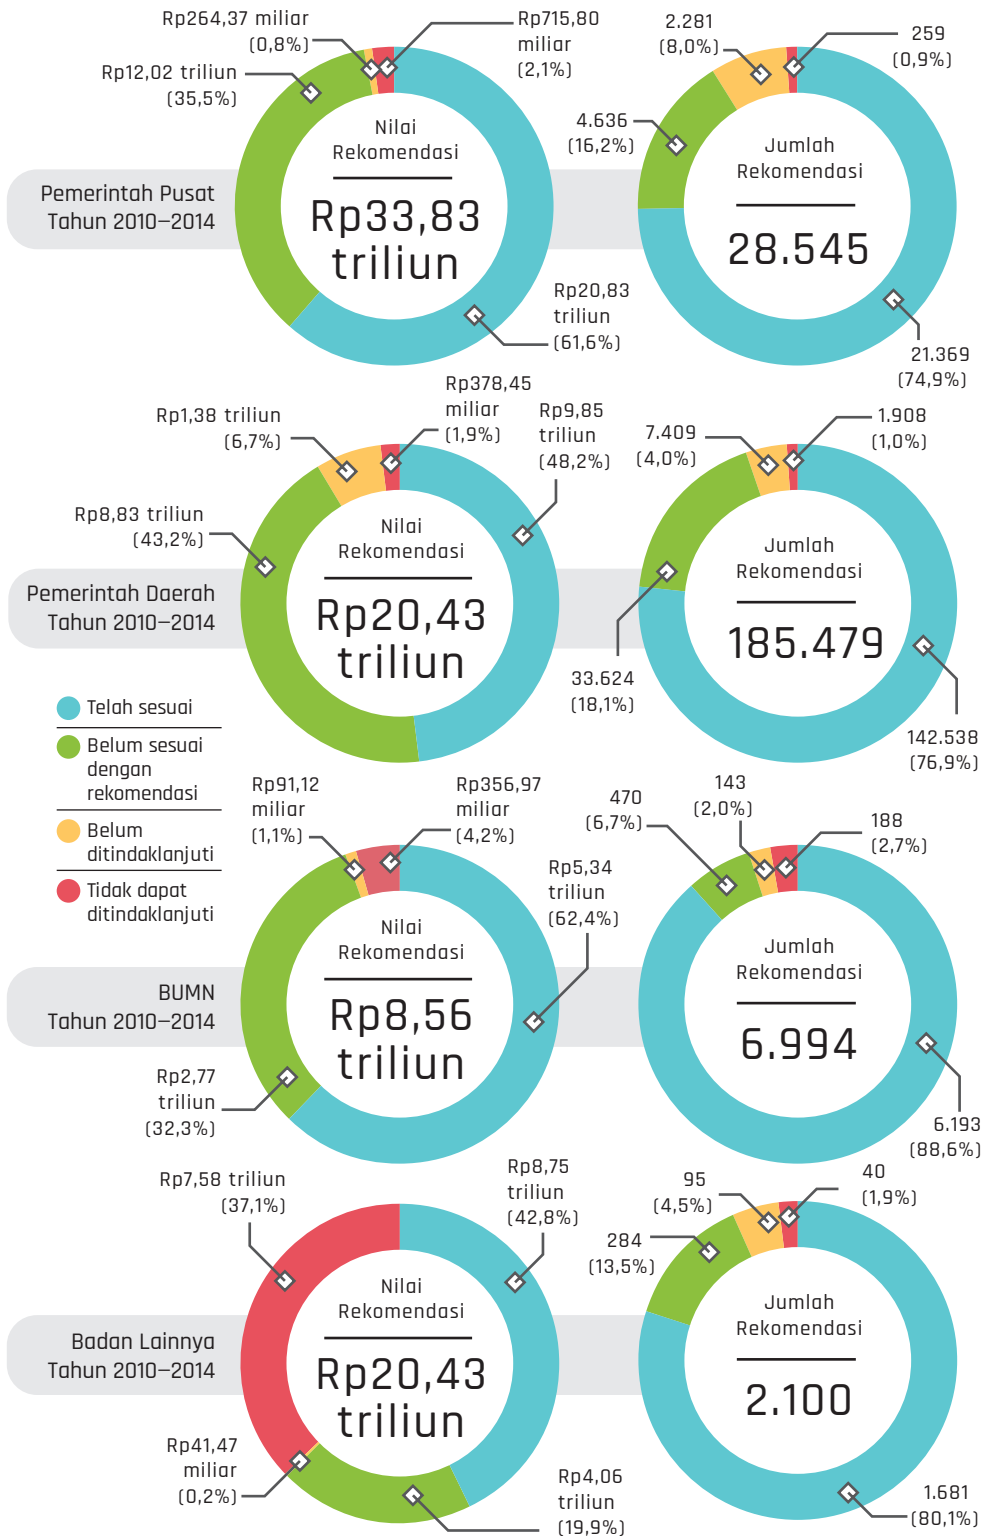 Rp264,37 miliar
(0,8%)
Rp715,80
miliar
(2,1%)
Rp12,02 triliun
(35,5%)
Nilai
Rekomendasi
Rp33,83
triliun
Rp20,83
triliun
(61,6%)
Pemerintah Pusat
Tahun 2010–2014
2.281
(8,0%)
259
(0,9%)
4.636
(16,2%)
Jumlah
Rekomendasi
28.545
21.369
(74,9%)
Rp1,38 triliun
(6,7%)
Rp378,45
miliar
(1,9%)
Rp9,85
triliun
(48,2%)
Rp8,83 triliun
(43,2%)
Nilai
Rekomendasi
Rp20,43
triliun
Pemerintah Daerah
Tahun 2010–2014
7.409
(4,0%)
1.908
(1,0%)
Jumlah
Rekomendasi
185.479
33.624
(18,1%)
142.538
(76,9%)
Telah sesuai
Belum sesuai
dengan
rekomendasi
Belum
ditindaklanjuti
Tidak dapat
ditindaklanjuti
Rp91,12
miliar
(1,1%)
Rp356,97
miliar
(4,2%)
Rp5,34
triliun
(62,4%)
Nilai
Rekomendasi
Rp8,56
triliun
BUMN
Tahun 2010–2014
Rp2,77
triliun
(32,3%)
470
(6,7%)
143
(2,0%)
188
(2,7%)
Jumlah
Rekomendasi
6.994
6.193
(88,6%)
Rp7,58 triliun
(37,1%)
Rp8,75
triliun
(42,8%)
Nilai
Rekomendasi
Rp20,43
triliun
Badan Lainnya
Tahun 2010–2014
Rp41,47
miliar
(0,2%)
Rp4,06
triliun
(19,9%)
95
(4,5%)
40
(1,9%)
284
(13,5%)
Jumlah
Rekomendasi
2.100
1.681
(80,1%)